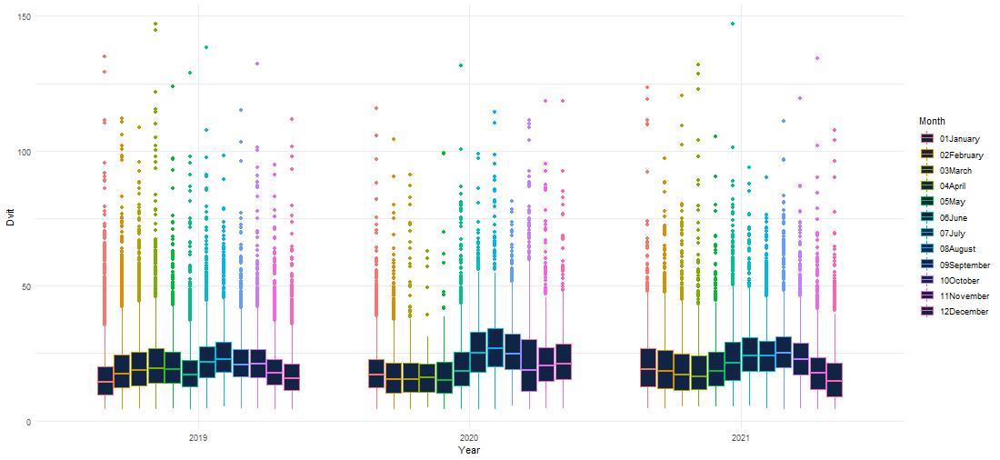 150
100
50
0
Dvit
2019
2020
2021
Year
Month
01January
02February
03March
04April
05May
06June
07July
08August
09September
10October
11November
12December